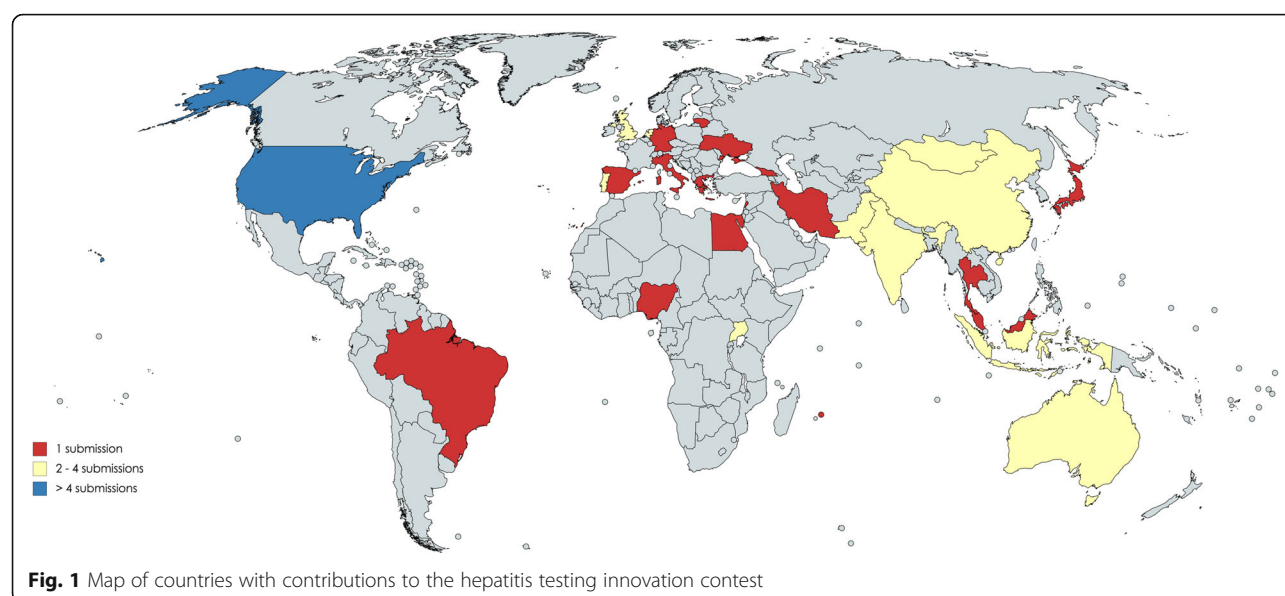 1 submission
2 - 4 submissions
> 4 submissions
Fig. 1 Map of countries with contributions to the hepatitis testing innovation contest